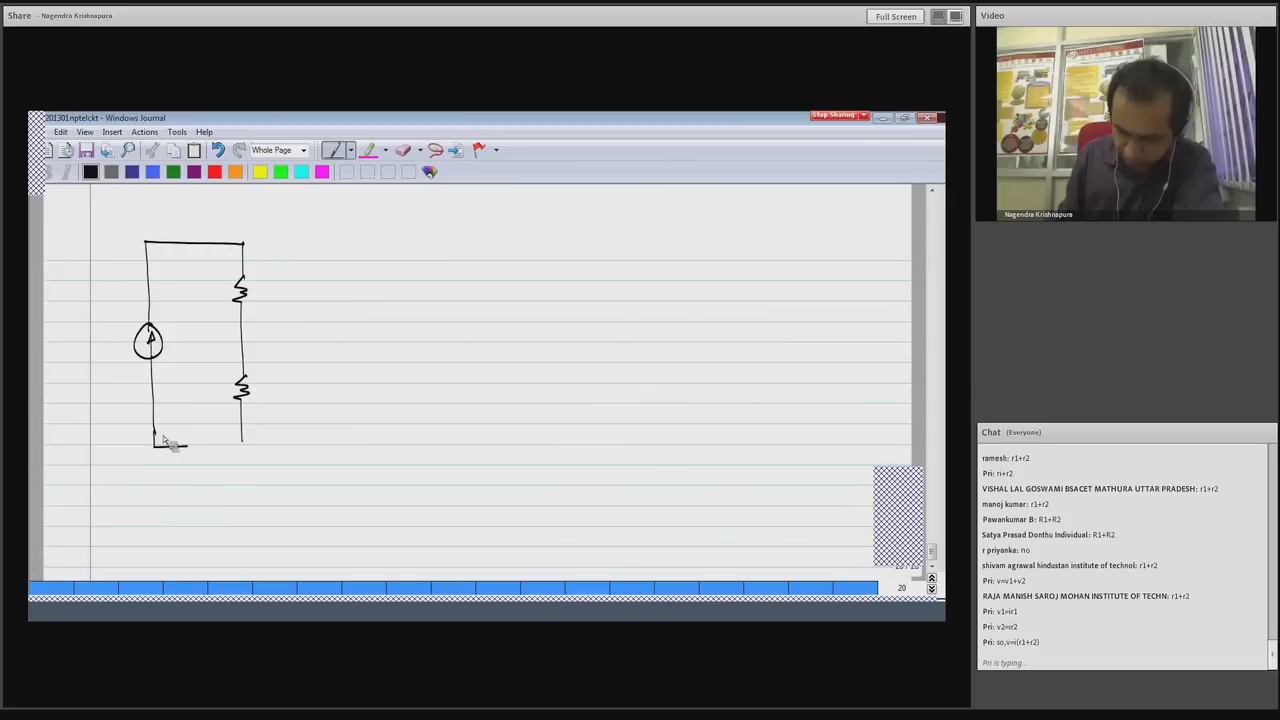 Share - Nagendra Krishnapura
Full Screen
Video
201301nptelckt - Windows Journal
Stop Sharing
Edit View Insert Actions Tools Help
Whole Page
Nagendra Krishnapura
20
Chat (Everyone)
ramesh: r1+r2
Pri: ri+r2
VISHAL LAL GOSWAMI BSACET MATHURA UTTAR PRADESH: r1+r2
manoj kumar: r1+r2
Pawankumar B: R1+R2
Satya Prasad Donthu Individual: R1+R2
r priyanka: no
shivam agrawal hindustan institute of technol: r1+r2
Pri: v=v1+v2
RAJA MANISH SAROJ MOHAN INSTITUTE OF TECHN: r1+r2
Pri: v1=ir1
Pri: v2=ir2
Pri: so,v=i(r1+r2)
Pri is typing...